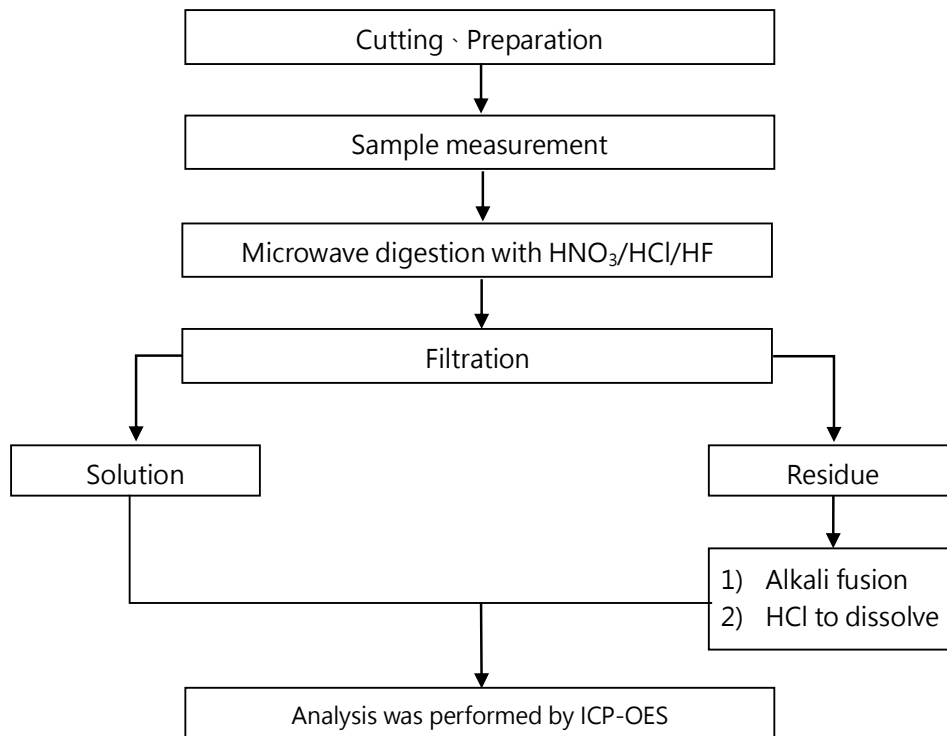 Cutting、Preparation
Sample measurement
Microwave digestion with HNO₃/HCl/HF
Filtration
Solution
Residue
1) Alkali fusion
2) HCl to dissolve
Analysis was performed by ICP-OES